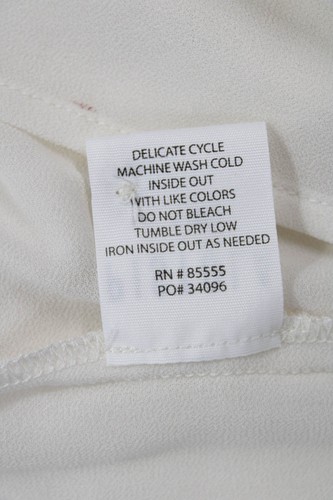 DELICATE CYCLE
MACHINE WASH COLD
INSIDE OUT
WITH LIKE COLORS
DO NOT BLEACH
TUMBLE DRY LOW
IRON INSIDE OUT AS NEEDED
RN # 85555
PO# 34096